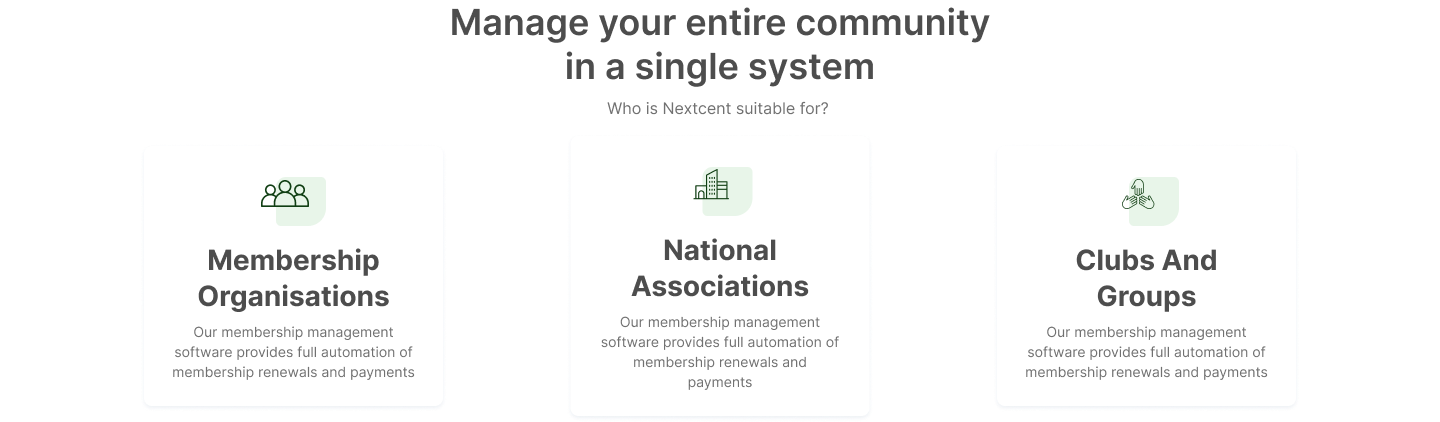 Manage your entire community
in a single system
Who is Nextcent suitable for?
Membership
Organisations
Our membership management
software provides full automation of
membership renewals and payments
National
Associations
Our membership management
software provides full automation of
membership renewals and
payments
Clubs And
Groups
Our membership management
software provides full automation of
membership renewals and payments